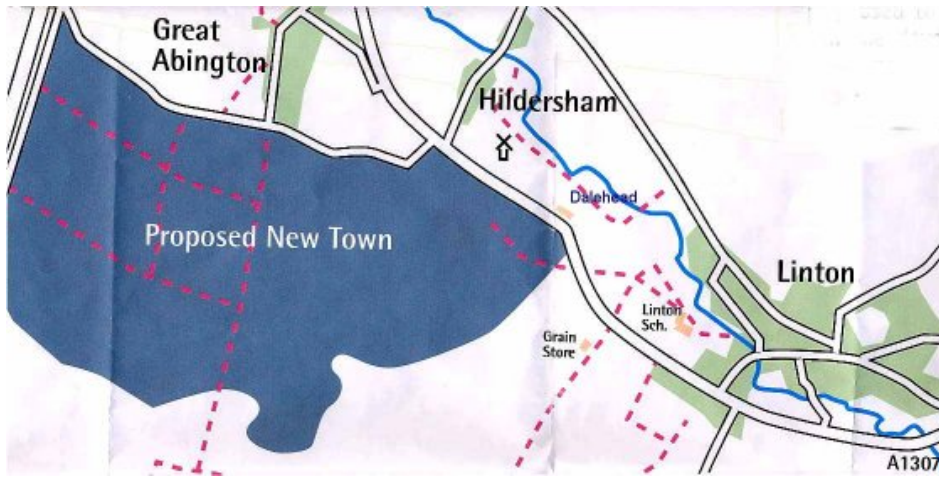 Great
Abington
Hildersham
Dalehead
Proposed New Town
Linton
Linton
Sch.
Grain
Store
A1307